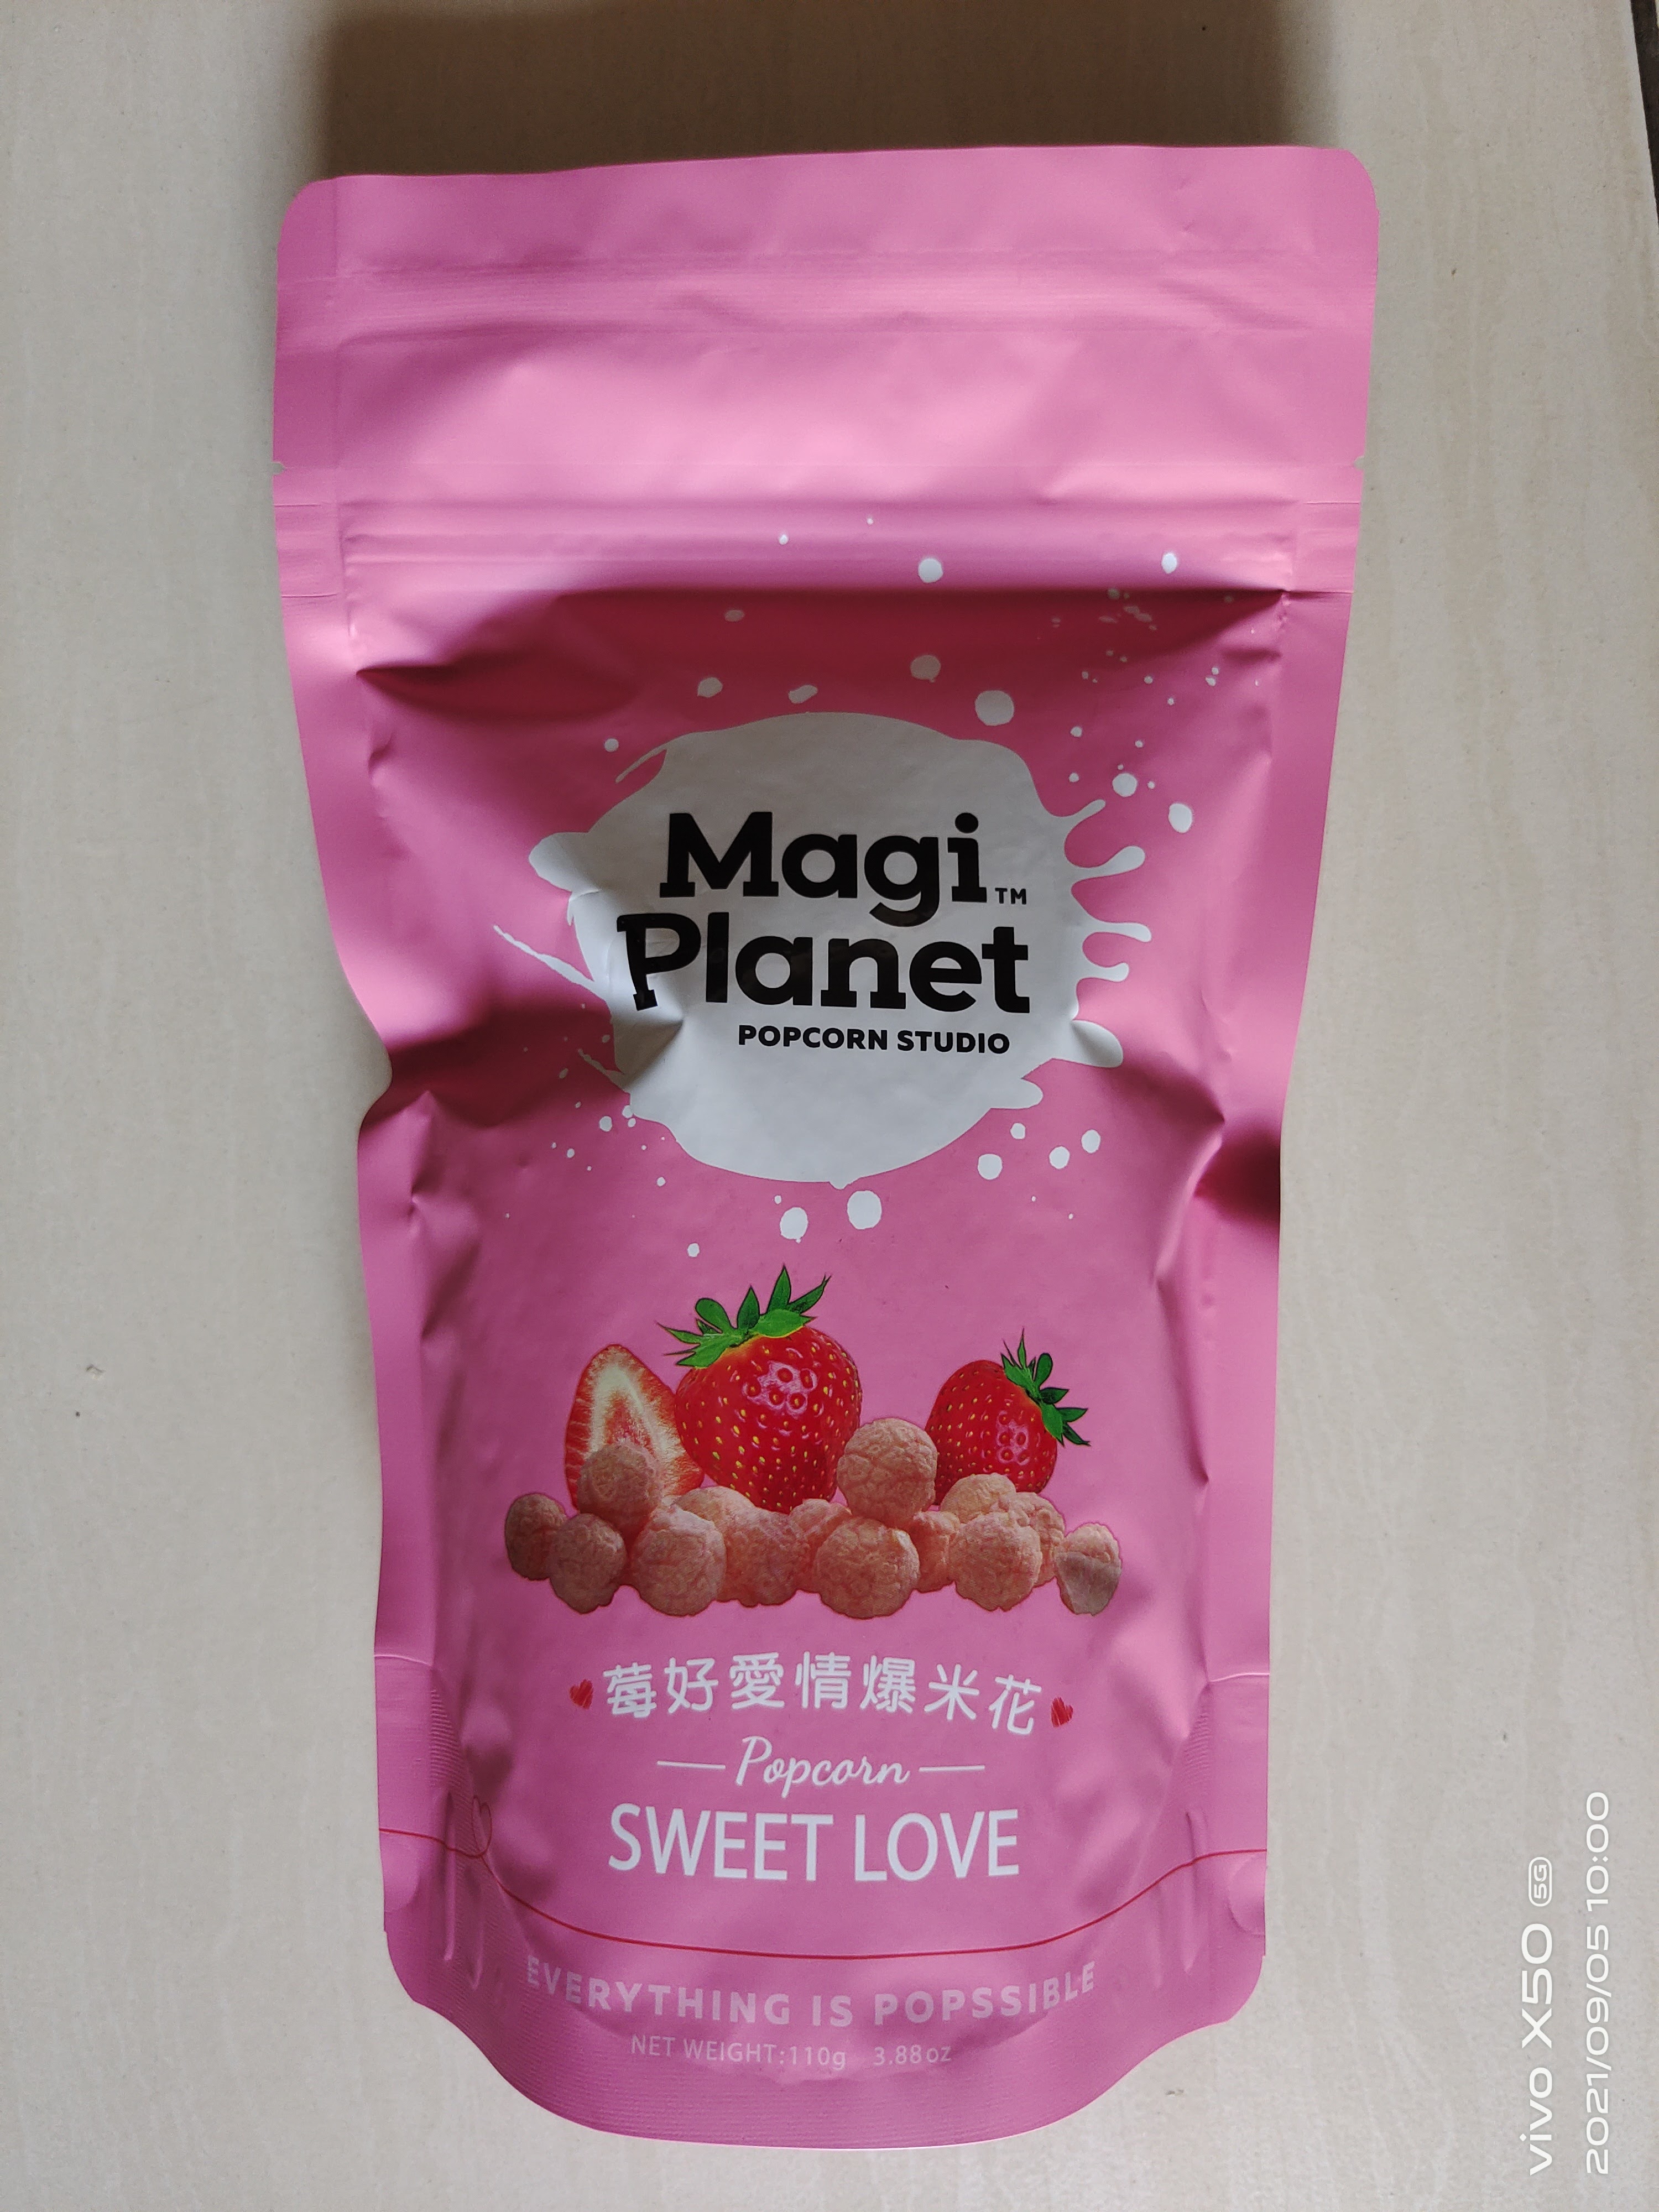 Magi™
Planet
POPCORN STUDIO
莓好愛情爆米花
Popcorn
SWEET LOVE
EVERYTHING IS POPSSIBLE
NET WEIGHT:110g 3.88oz
vivo X50 5G
2021/09/05 10:00